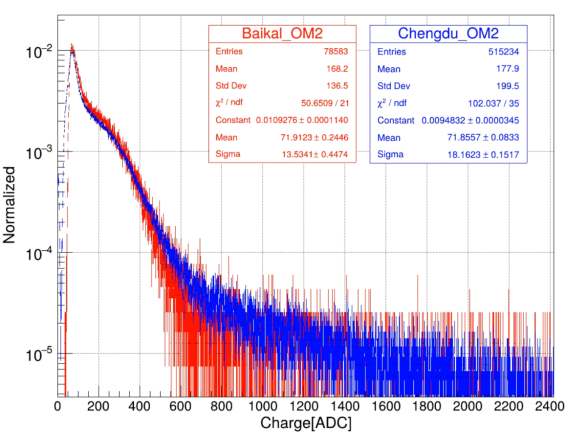 Baikal_OM2
Entries 78583
Mean 168.2
Std Dev 136.5
χ² / ndf 50.6509 / 21
Constant 0.0109276 ± 0.0001140
Mean 71.9123 ± 0.2446
Sigma 13.5341± 0.4474
Chengdu_OM2
Entries 515234
Mean 177.9
Std Dev 199.5
χ² / ndf 102.037 / 35
Constant 0.0094832 ± 0.0000345
Mean 71.8557 ± 0.0833
Sigma 18.1623 ± 0.1517
Normalized
10⁻²
10⁻³
10⁻⁴
10⁻⁵
0 200 400 600 800 1000 1200 1400 1600 1800 2000 2200 2400
Charge[ADC]